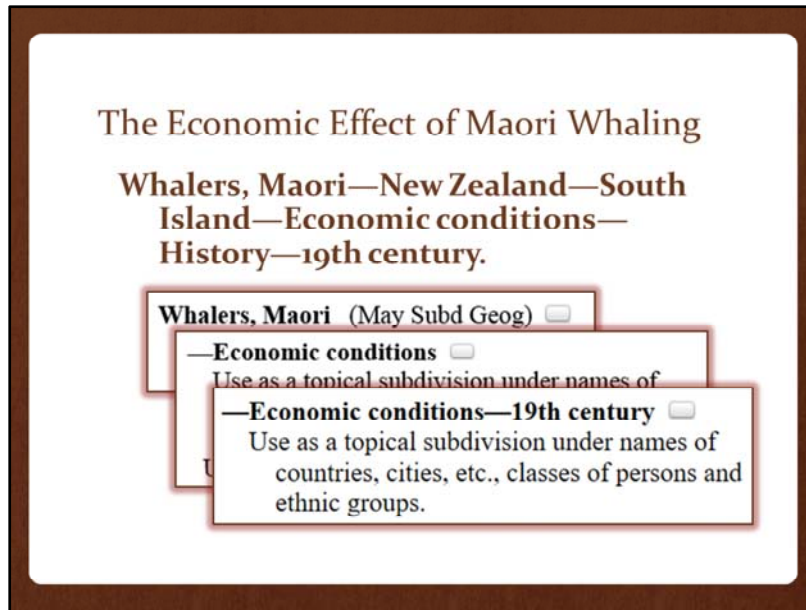 The Economic Effect of Maori Whaling
Whalers, Maori—New Zealand—South
Island—Economic conditions—
History—19th century.
Whalers, Maori (May Subd Geog)
—Economic conditions
Use as a topical subdivision under names of
—Economic conditions—19th century
Use as a topical subdivision under names of
countries, cities, etc., classes of persons and
ethnic groups.